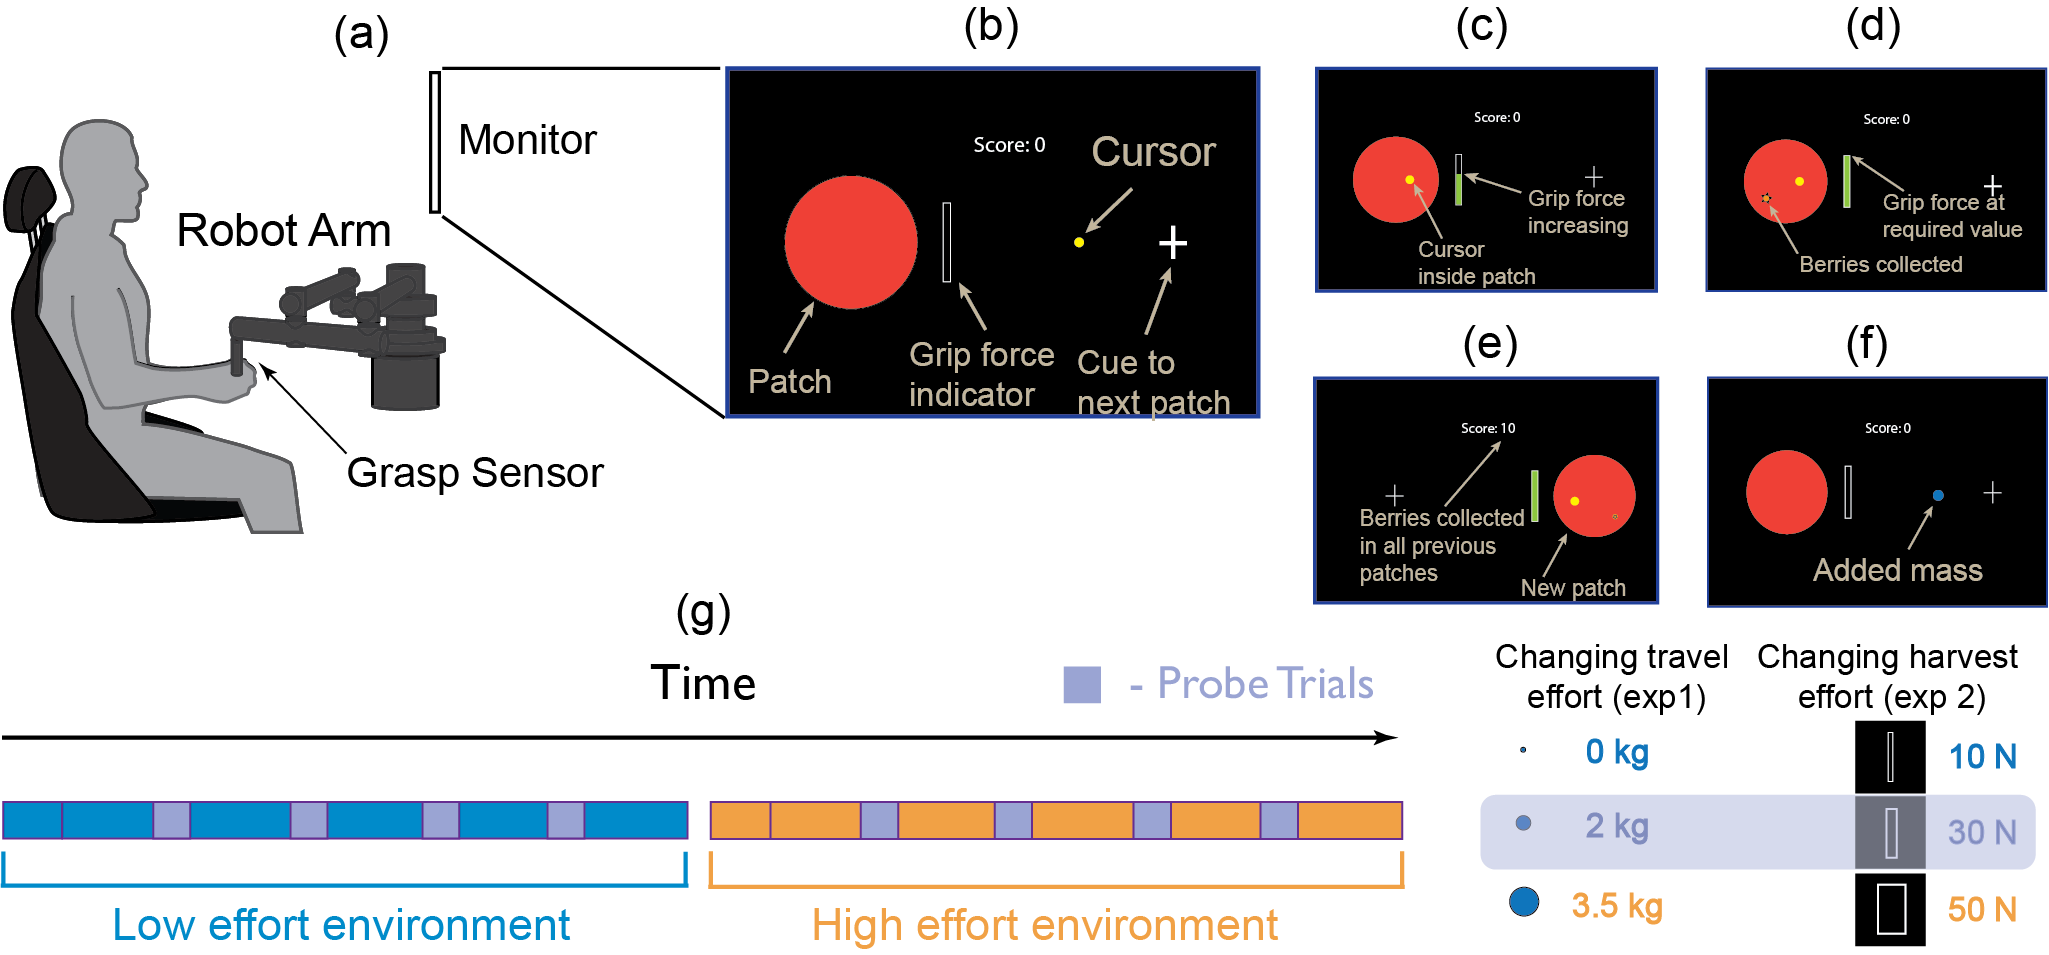 (a)
Monitor
Robot Arm
Grasp Sensor
(b)
Score: 0
Cursor
Patch
Grip force
indicator
Cue to
next patch
(c)
Score: 0
Grip force
increasing
Cursor
inside patch
(d)
Score: 0
Grip force at
required value
Berries collected
(e)
Score: 10
Berries collected
in all previous
patches
New patch
(f)
Score: 0
Added mass
(g)
Time
- Probe Trials
Low effort environment
High effort environment
Changing travel
effort (exp1)
0 kg
2 kg
3.5 kg
Changing harvest
effort (exp 2)
10 N
30 N
50 N